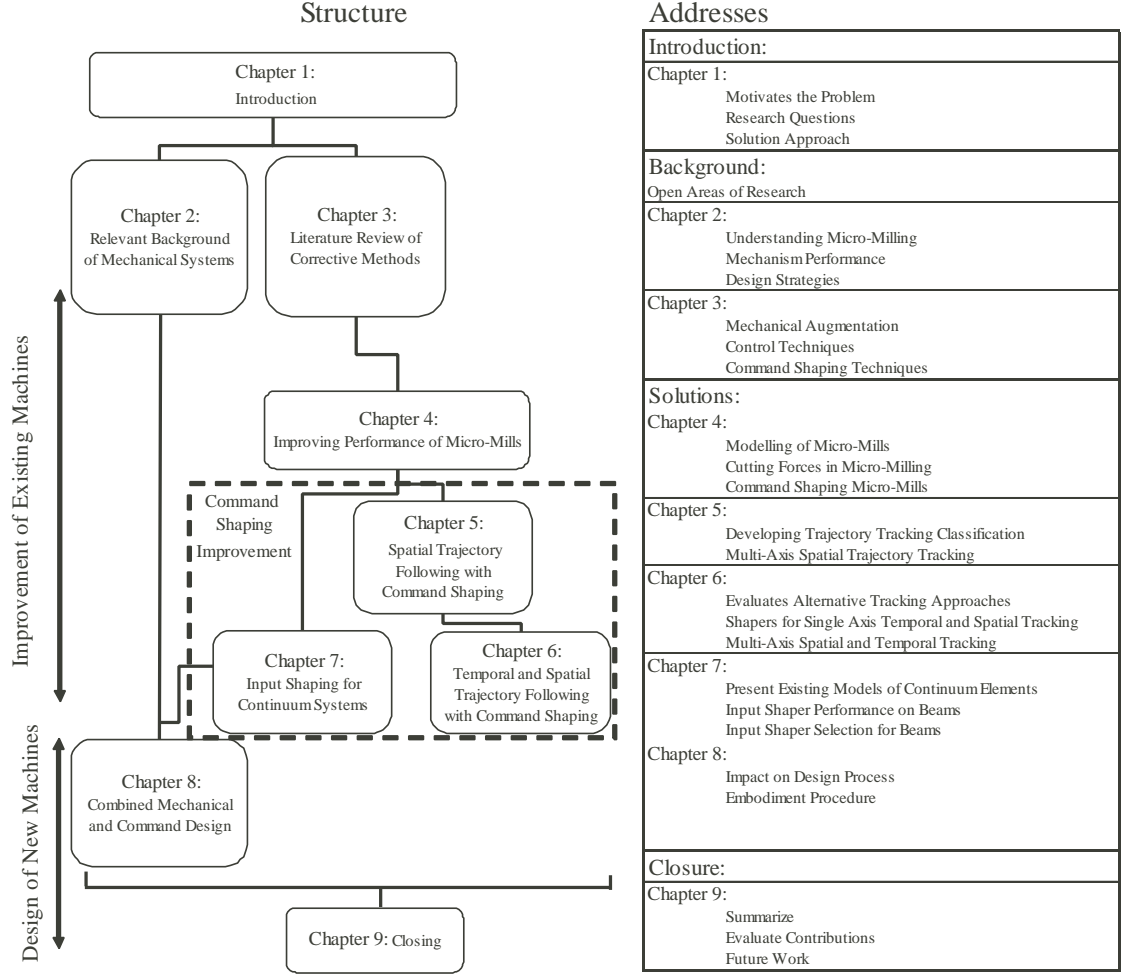 Structure
Chapter 1:
Introduction
Chapter 2:
Relevant Background
of Mechanical Systems
Chapter 3:
Literature Review of
Corrective Methods
Improvement of Existing Machines
Chapter 4:
Improving Performance of Micro-Mills
Command
Shaping
Improvement
Chapter 5:
Spatial Trajectory
Following with
Command Shaping
Chapter 7:
Input Shaping for
Continuum Systems
Chapter 6:
Temporal and Spatial
Trajectory Following
with Command Shaping
Design of New Machines
Chapter 8:
Combined Mechanical
and Command Design
Chapter 9: Closing
Addresses
Introduction:
Chapter 1:
Motivates the Problem
Research Questions
Solution Approach
Background:
Open Areas of Research
Chapter 2:
Understanding Micro-Milling
Mechanism Performance
Design Strategies
Chapter 3:
Mechanical Augmentation
Control Techniques
Command Shaping Techniques
Solutions:
Chapter 4:
Modelling of Micro-Mills
Cutting Forces in Micro-Milling
Command Shaping Micro-Mills
Chapter 5:
Developing Trajectory Tracking Classification
Multi-Axis Spatial Trajectory Tracking
Chapter 6:
Evaluates Alternative Tracking Approaches
Shapers for Single Axis Temporal and Spatial Tracking
Multi-Axis Spatial and Temporal Tracking
Chapter 7:
Present Existing Models of Continuum Elements
Input Shaper Performance on Beams
Input Shaper Selection for Beams
Chapter 8:
Impact on Design Process
Embodiment Procedure
Closure:
Chapter 9:
Summarize
Evaluate Contributions
Future Work